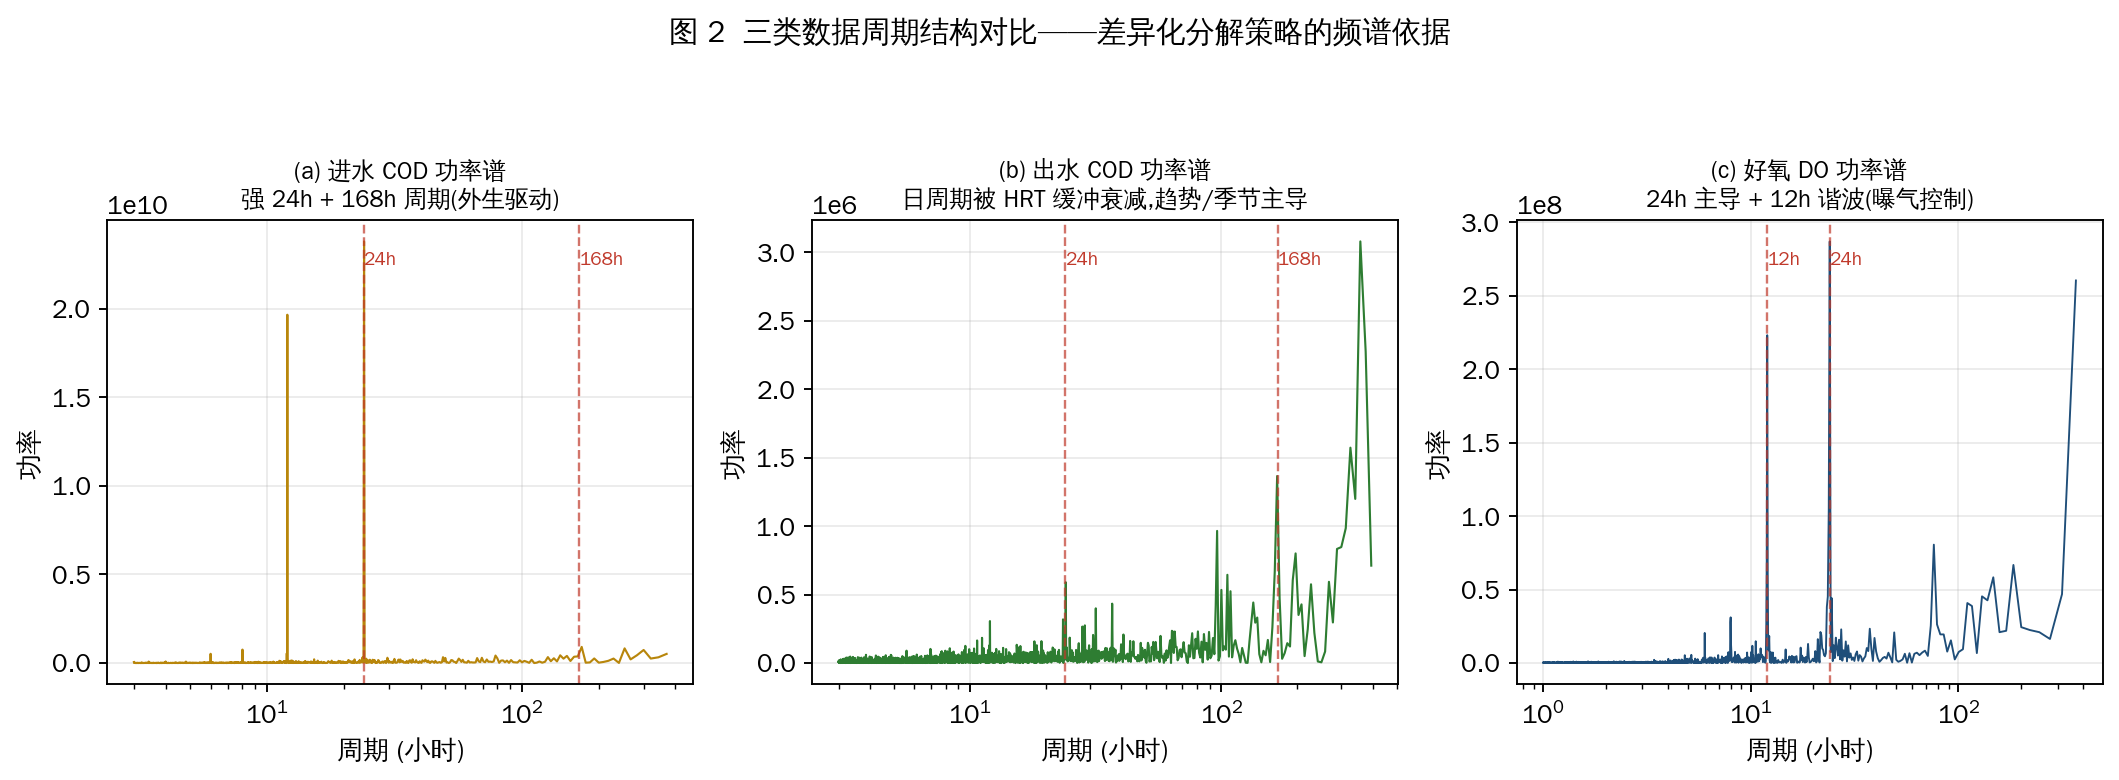 图 2  三类数据周期结构对比——差异化分解策略的频谱依据
(a) 进水 COD 功率谱
强 24h + 168h 周期(外生驱动)
1e10
24h
168h
2.0
1.5
1.0
0.5
0.0
功率
10¹
10²
周期 (小时)
(b) 出水 COD 功率谱
日周期被 HRT 缓冲衰减,趋势/季节主导
1e6
24h
168h
3.0
2.5
2.0
1.5
1.0
0.5
0.0
功率
10¹
10²
周期 (小时)
(c) 好氧 DO 功率谱
24h 主导 + 12h 谐波(曝气控制)
1e8
12h
24h
3.0
2.5
2.0
1.5
1.0
0.5
0.0
功率
10⁰
10¹
10²
周期 (小时)